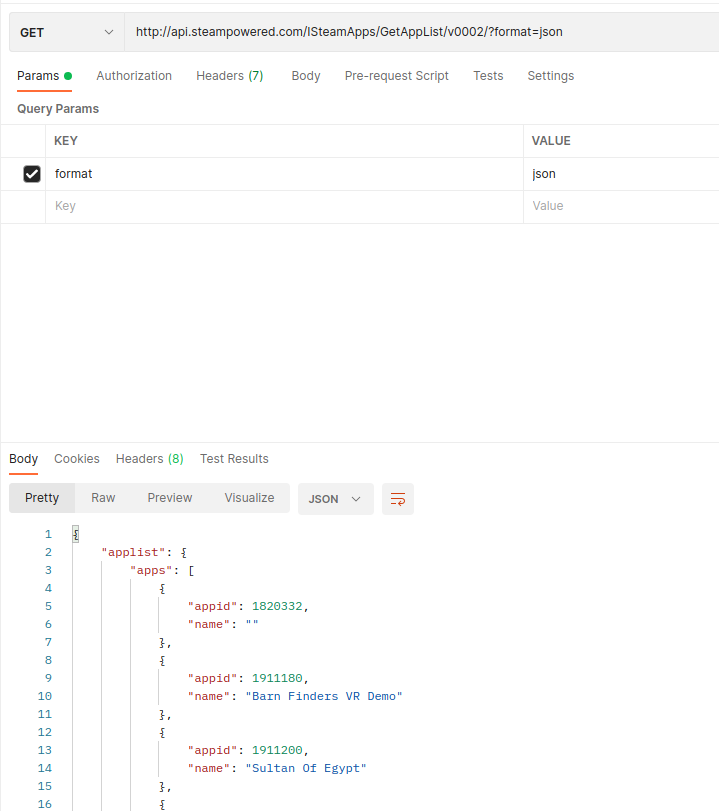 GET http://api.steampowered.com/ISteamApps/GetAppList/v0002/?format=json
Params Authorization Headers (7) Body Pre-request Script Tests Settings
Query Params
KEY VALUE
format json
Key Value
Body Cookies Headers (8) Test Results
Pretty Raw Preview Visualize JSON
1 {
2 "applist": {
3 "apps": [
4 {
5 "appid": 1820332,
6 "name": ""
7 },
8 {
9 "appid": 1911180,
10 "name": "Barn Finders VR Demo"
11 },
12 {
13 "appid": 1911200,
14 "name": "Sultan Of Egypt"
15 },
16 {